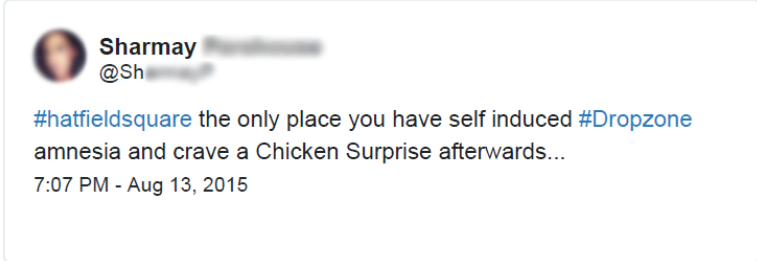 Sharmay
@Sh
#hatfieldsquare the only place you have self induced #Dropzone
amnesia and crave a Chicken Surprise afterwards...
7:07 PM - Aug 13, 2015